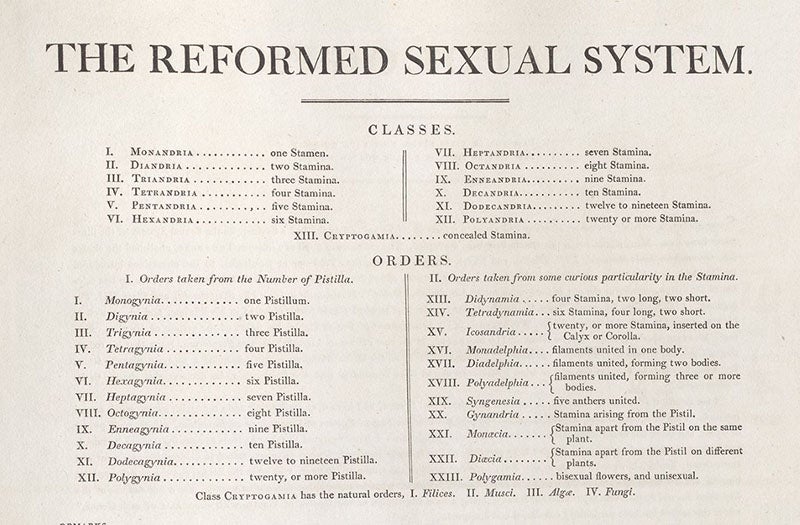 THE REFORMED SEXUAL SYSTEM.
CLASSES.
I. MONANDRIA . . . . . . . . . . . one Stamen.
II. DIANDRIA . . . . . . . . . . . . two Stamina.
III. TRIANDRIA . . . . . . . . . . . three Stamina.
IV. TETRANDRIA . . . . . . . . . . four Stamina.
V. PENTANDRIA . . . . . . . , . . five Stamina.
VI. HEXANDRIA . . . . . . . . . . . six Stamina.
VII. HEPTANDRIA. . . . . . . . . . seven Stamina.
VIII. OCTANDRIA . . . . . . . . . . . eight Stamina.
IX. ENNEANDRIA. . . . . . . . . . nine Stamina.
X. DECANDRIA. . . . . . . . . . . ten Stamina.
XI. DODECANDRIA. . . . . . . . . twelve to nineteen Stamina.
XII. POLYANDRIA . . . . . . . . . . twenty or more Stamina.
XIII. CRYPTOGAMIA. . . . . . . . concealed Stamina.
ORDERS.
I. Orders taken from the Number of Pistilla.
I. Monogynia. . . . . . . . . . . . one Pistillum.
II. Digynia . . . . . . . . . . . . . . two Pistilla.
III. Trigynia . . . . . . . . . . . . . three Pistilla.
IV. Tetragynia . . . . . . . . . . . four Pistilla.
V. Pentagynia. . . . . . . . . . . five Pistilla.
VI. Hexagynia. . . . . . . . . . . . six Pistilla.
VII. Heptagynia . . . . . . . . . . . seven Pistilla.
VIII. Octogynia. . . . . . . . . . . . eight Pistilla.
IX. Enneagynia . . . . . . . . . . . nine Pistilla.
X. Decagynia . . . . . . . . . . . . ten Pistilla.
XI. Dodecagynia. . . . . . . . . . . twelve to nineteen Pistilla.
XII. Polygynia . . . . . . . . . . . . twenty, or more Pistilla.
II. Orders taken from some curious particularity in the Stamina.
XIII. Didynamia . . . . . four Stamina, two long, two short.
XIV. Tetradynamia. . . six Stamina, four long, two short.
XV. Icosandria . . . . . {twenty, or more Stamina, inserted on the
Calyx or Corolla.
XVI. Monadelphia. . . . filaments united in one body.
XVII. Diadelphia. . . . . filaments united, forming two bodies.
XVIII. Polyadelphia . . . {filaments united, forming three or more
bodies.
XIX. Syngenesia . . . . . five anthers united.
XX. Gynandria . . . . . Stamina arising from the Pistil.
XXI. Monœcia. . . . . . . {Stamina apart from the Pistil on the same
plant.
XXII. Diœcia . . . . . . . . {Stamina apart from the Pistil on different
plants.
XXIII. Polygamia. . . . . . bisexual flowers, and unisexual.
Class CRYPTOGAMIA has the natural orders, I. Filices. II. Musci. III. Algæ. IV. Fungi.